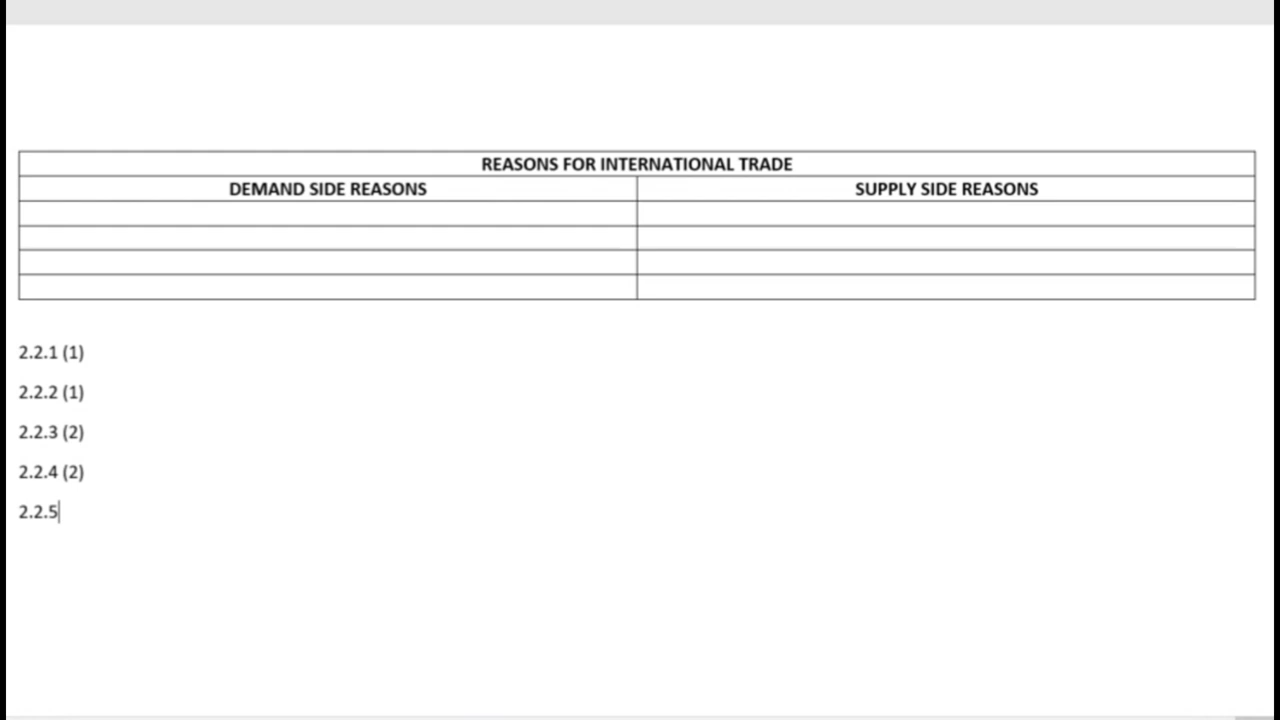 REASONS FOR INTERNATIONAL TRADE
DEMAND SIDE REASONS SUPPLY SIDE REASONS
2.2.1 (1)
2.2.2 (1)
2.2.3 (2)
2.2.4 (2)
2.2.5